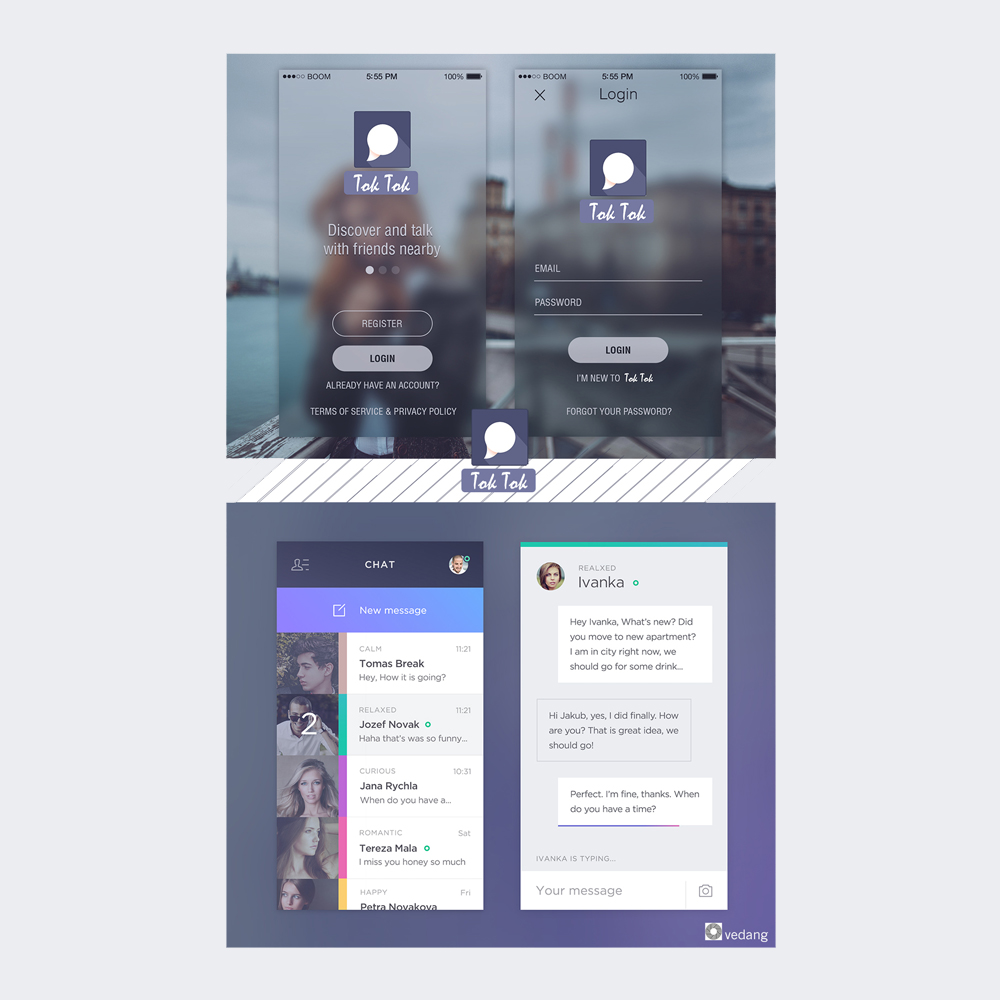 BOOM 5:55 PM 100%
Tok Tok
Discover and talk
with friends nearby
REGISTER
LOGIN
ALREADY HAVE AN ACCOUNT?
TERMS OF SERVICE & PRIVACY POLICY
BOOM 5:55 PM 100%
Login
Tok Tok
EMAIL
PASSWORD
LOGIN
I'M NEW TO Tok Tok
FORGOT YOUR PASSWORD?
Tok Tok
CHAT
New message
CALM 11:21
Tomas Break
Hey, How it is going?
2
RELAXED 11:21
Jozef Novak
Haha that's was so funny...
CURIOUS 10:31
Jana Rychla
When do you have a...
ROMANTIC Sat
Tereza Mala
I miss you honey so much
HAPPY Fri
Petra Novakova
REALXED
Ivanka
Hey Ivanka, What's new? Did
you move to new apartment?
I am in city right now, we
should go for some drink...
Hi Jakub, yes, I did finally. How
are you? That is great idea, we
should go!
Perfect. I'm fine, thanks. When
do you have a time?
IVANKA IS TYPING...
Your message
vedang